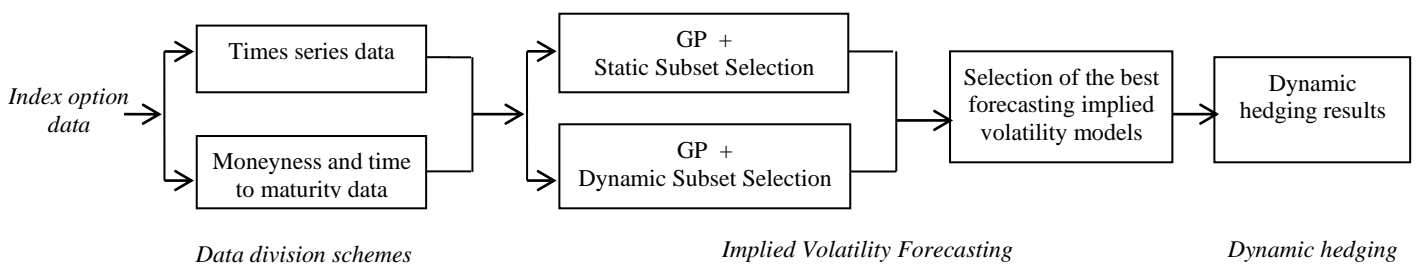 Index option
data
Times series data
Moneyness and time
to maturity data
GP +
Static Subset Selection
GP +
Dynamic Subset Selection
Selection of the best
forecasting implied
volatility models
Dynamic
hedging results
Data division schemes
Implied Volatility Forecasting
Dynamic hedging